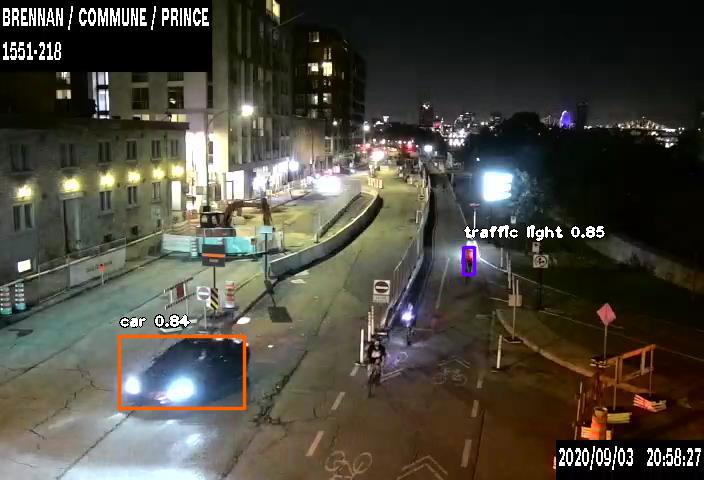 BRENNAN / COMMUNE / PRINCE
1551-218
traffic light 0.85
car 0.84
2020/09/03 20:58:27